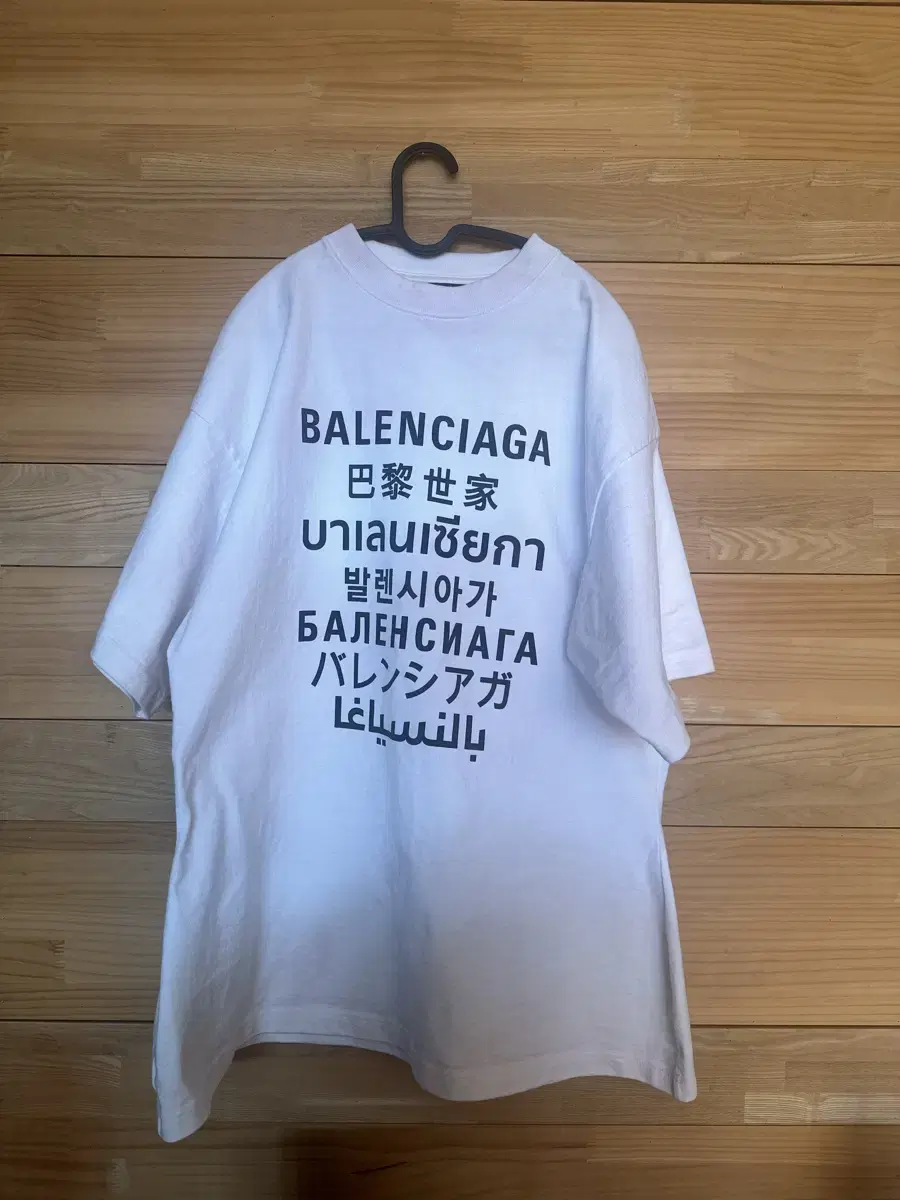 BALENCIAGA
巴黎世家
บาเลนเซียกา
발렌시아가
БАЛЕНСИАГА
バレンシアガ
بالنسياغا